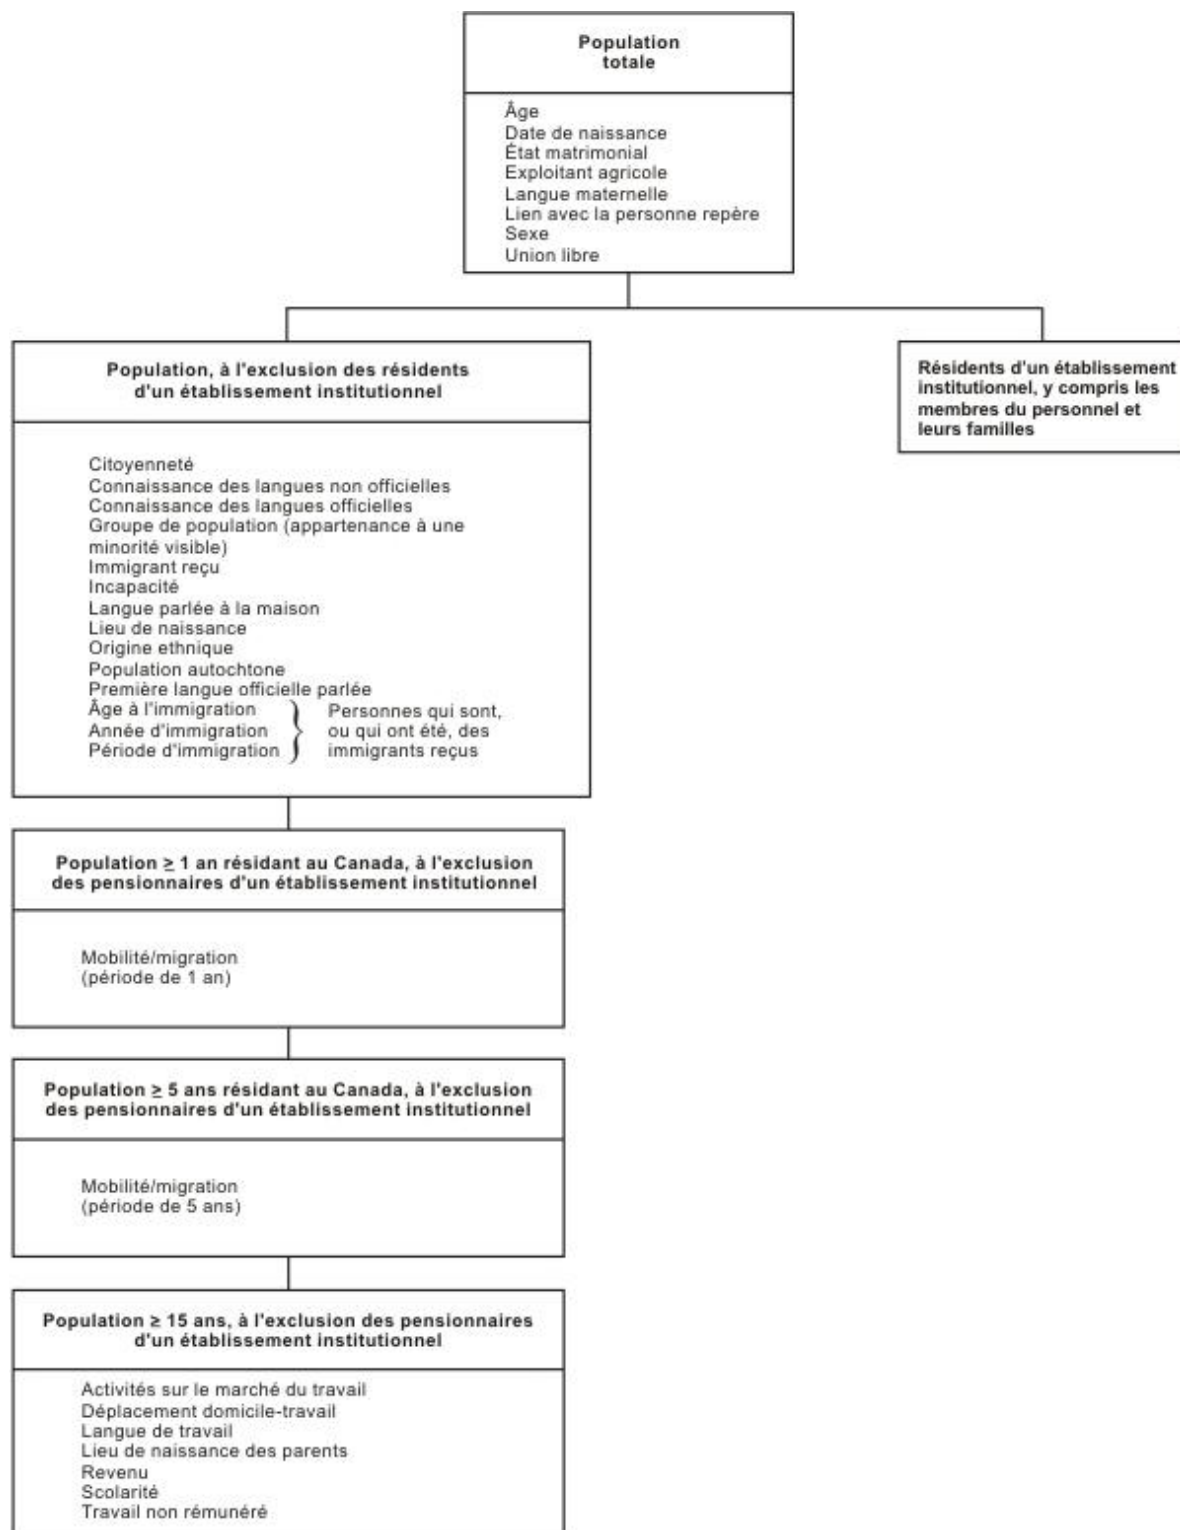 Population
totale
Âge
Date de naissance
État matrimonial
Exploitant agricole
Langue maternelle
Lien avec la personne repère
Sexe
Union libre
Population, à l'exclusion des résidents
d'un établissement institutionnel
Résidents d'un établissement
institutionnel, y compris les
membres du personnel et
leurs familles
Citoyenneté
Connaissance des langues non officielles
Connaissance des langues officielles
Groupe de population (appartenance à une
minorité visible)
Immigrant reçu
Incapacité
Langue parlée à la maison
Lieu de naissance
Origine ethnique
Population autochtone
Première langue officielle parlée
Âge à l'immigration
Année d'immigration
Période d'immigration
Personnes qui sont,
ou qui ont été, des
immigrants reçus
Population ≥ 1 an résidant au Canada, à l'exclusion
des pensionnaires d'un établissement institutionnel
Mobilité/migration
(période de 1 an)
Population ≥ 5 ans résidant au Canada, à l'exclusion
des pensionnaires d'un établissement institutionnel
Mobilité/migration
(période de 5 ans)
Population ≥ 15 ans, à l'exclusion des pensionnaires
d'un établissement institutionnel
Activités sur le marché du travail
Déplacement domicile-travail
Langue de travail
Lieu de naissance des parents
Revenu
Scolarité
Travail non rémunéré